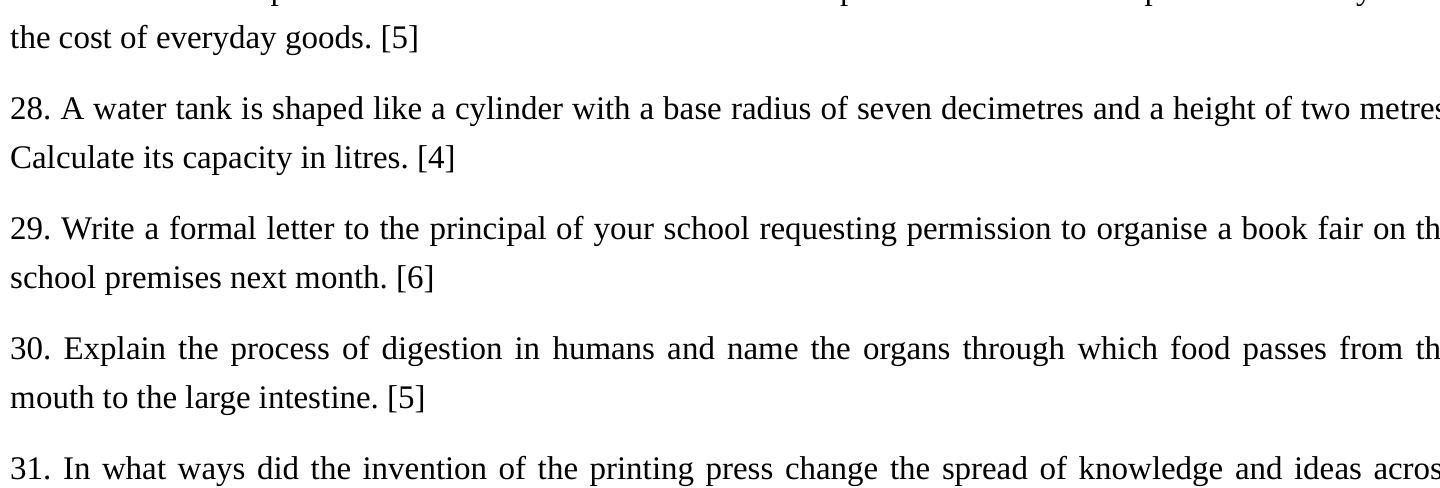 the cost of everyday goods. [5]
28. A water tank is shaped like a cylinder with a base radius of seven decimetres and a height of two metres
Calculate its capacity in litres. [4]
29. Write a formal letter to the principal of your school requesting permission to organise a book fair on th
school premises next month. [6]
30. Explain the process of digestion in humans and name the organs through which food passes from th
mouth to the large intestine. [5]
31. In what ways did the invention of the printing press change the spread of knowledge and ideas acros